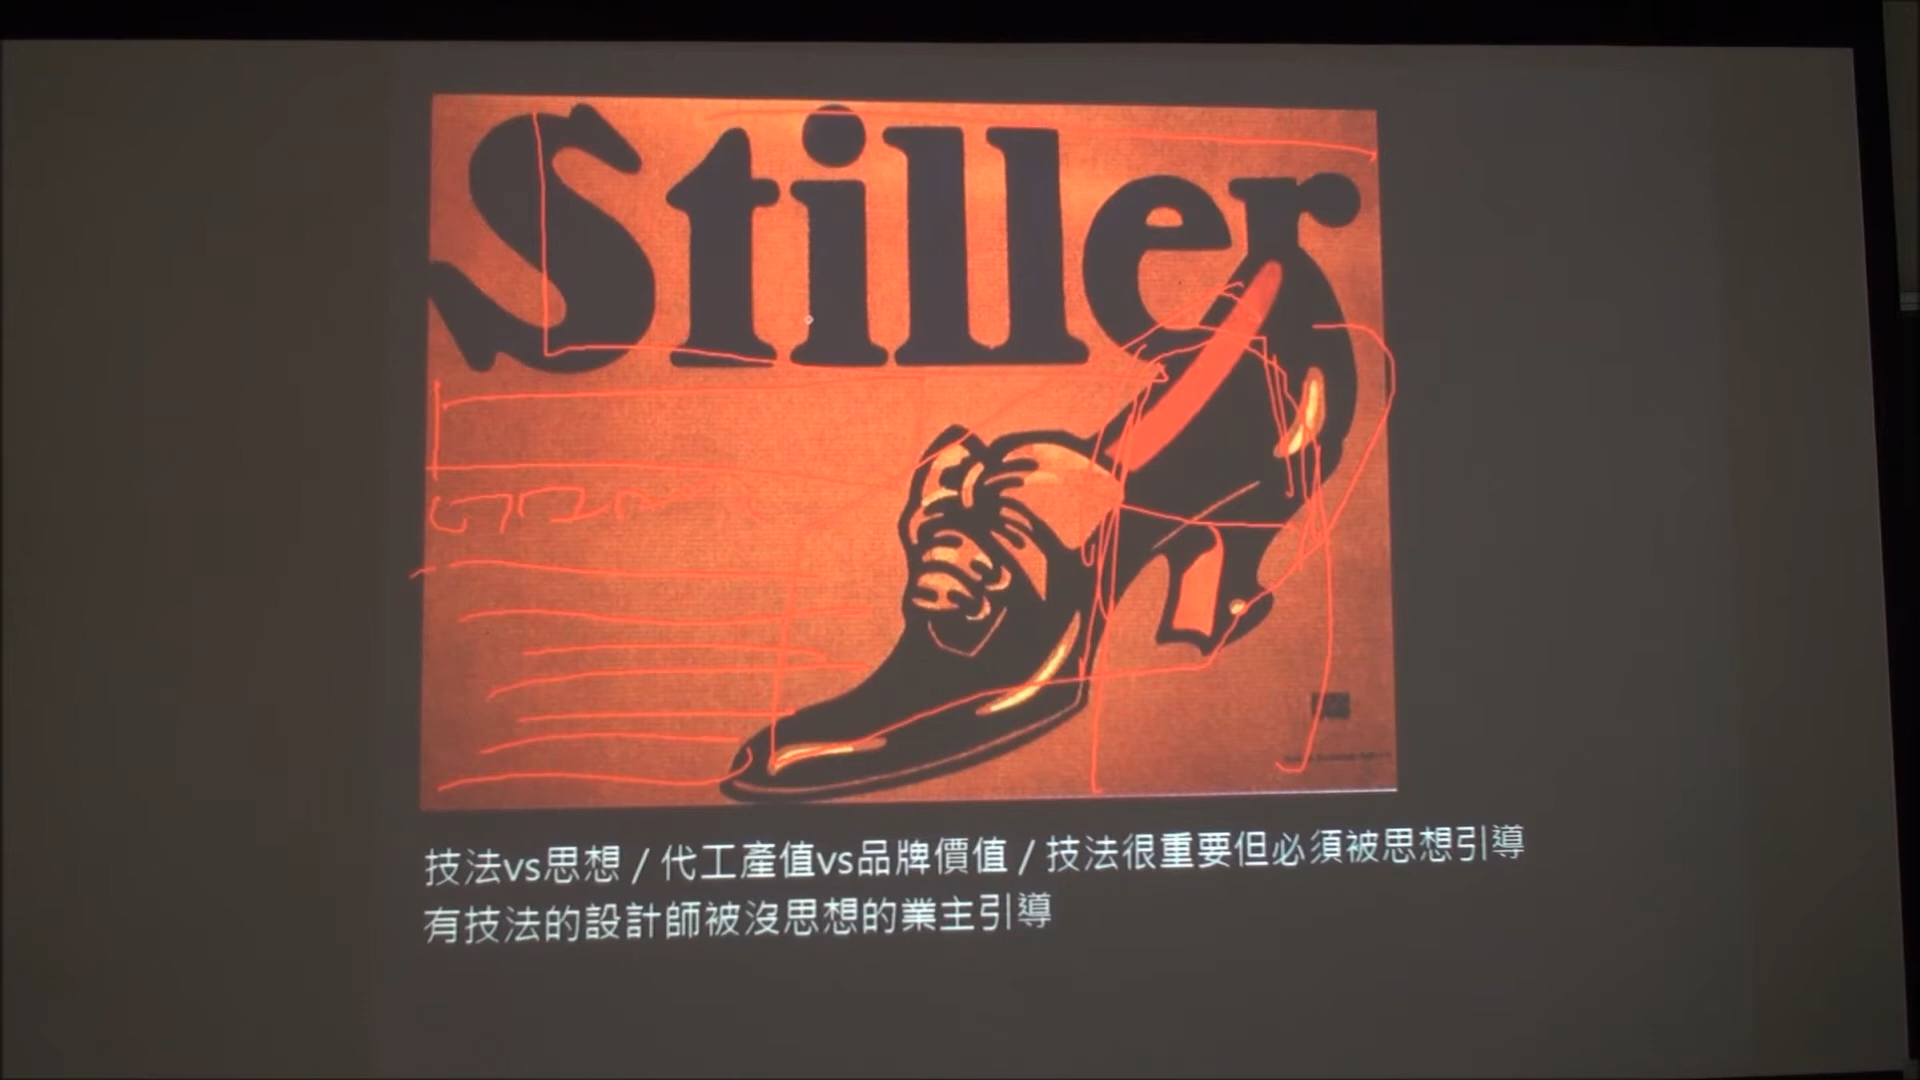 Stiller
技法vs思想 / 代工產值vs品牌價值 / 技法很重要但必須被思想引導
有技法的設計師被沒思想的業主引導